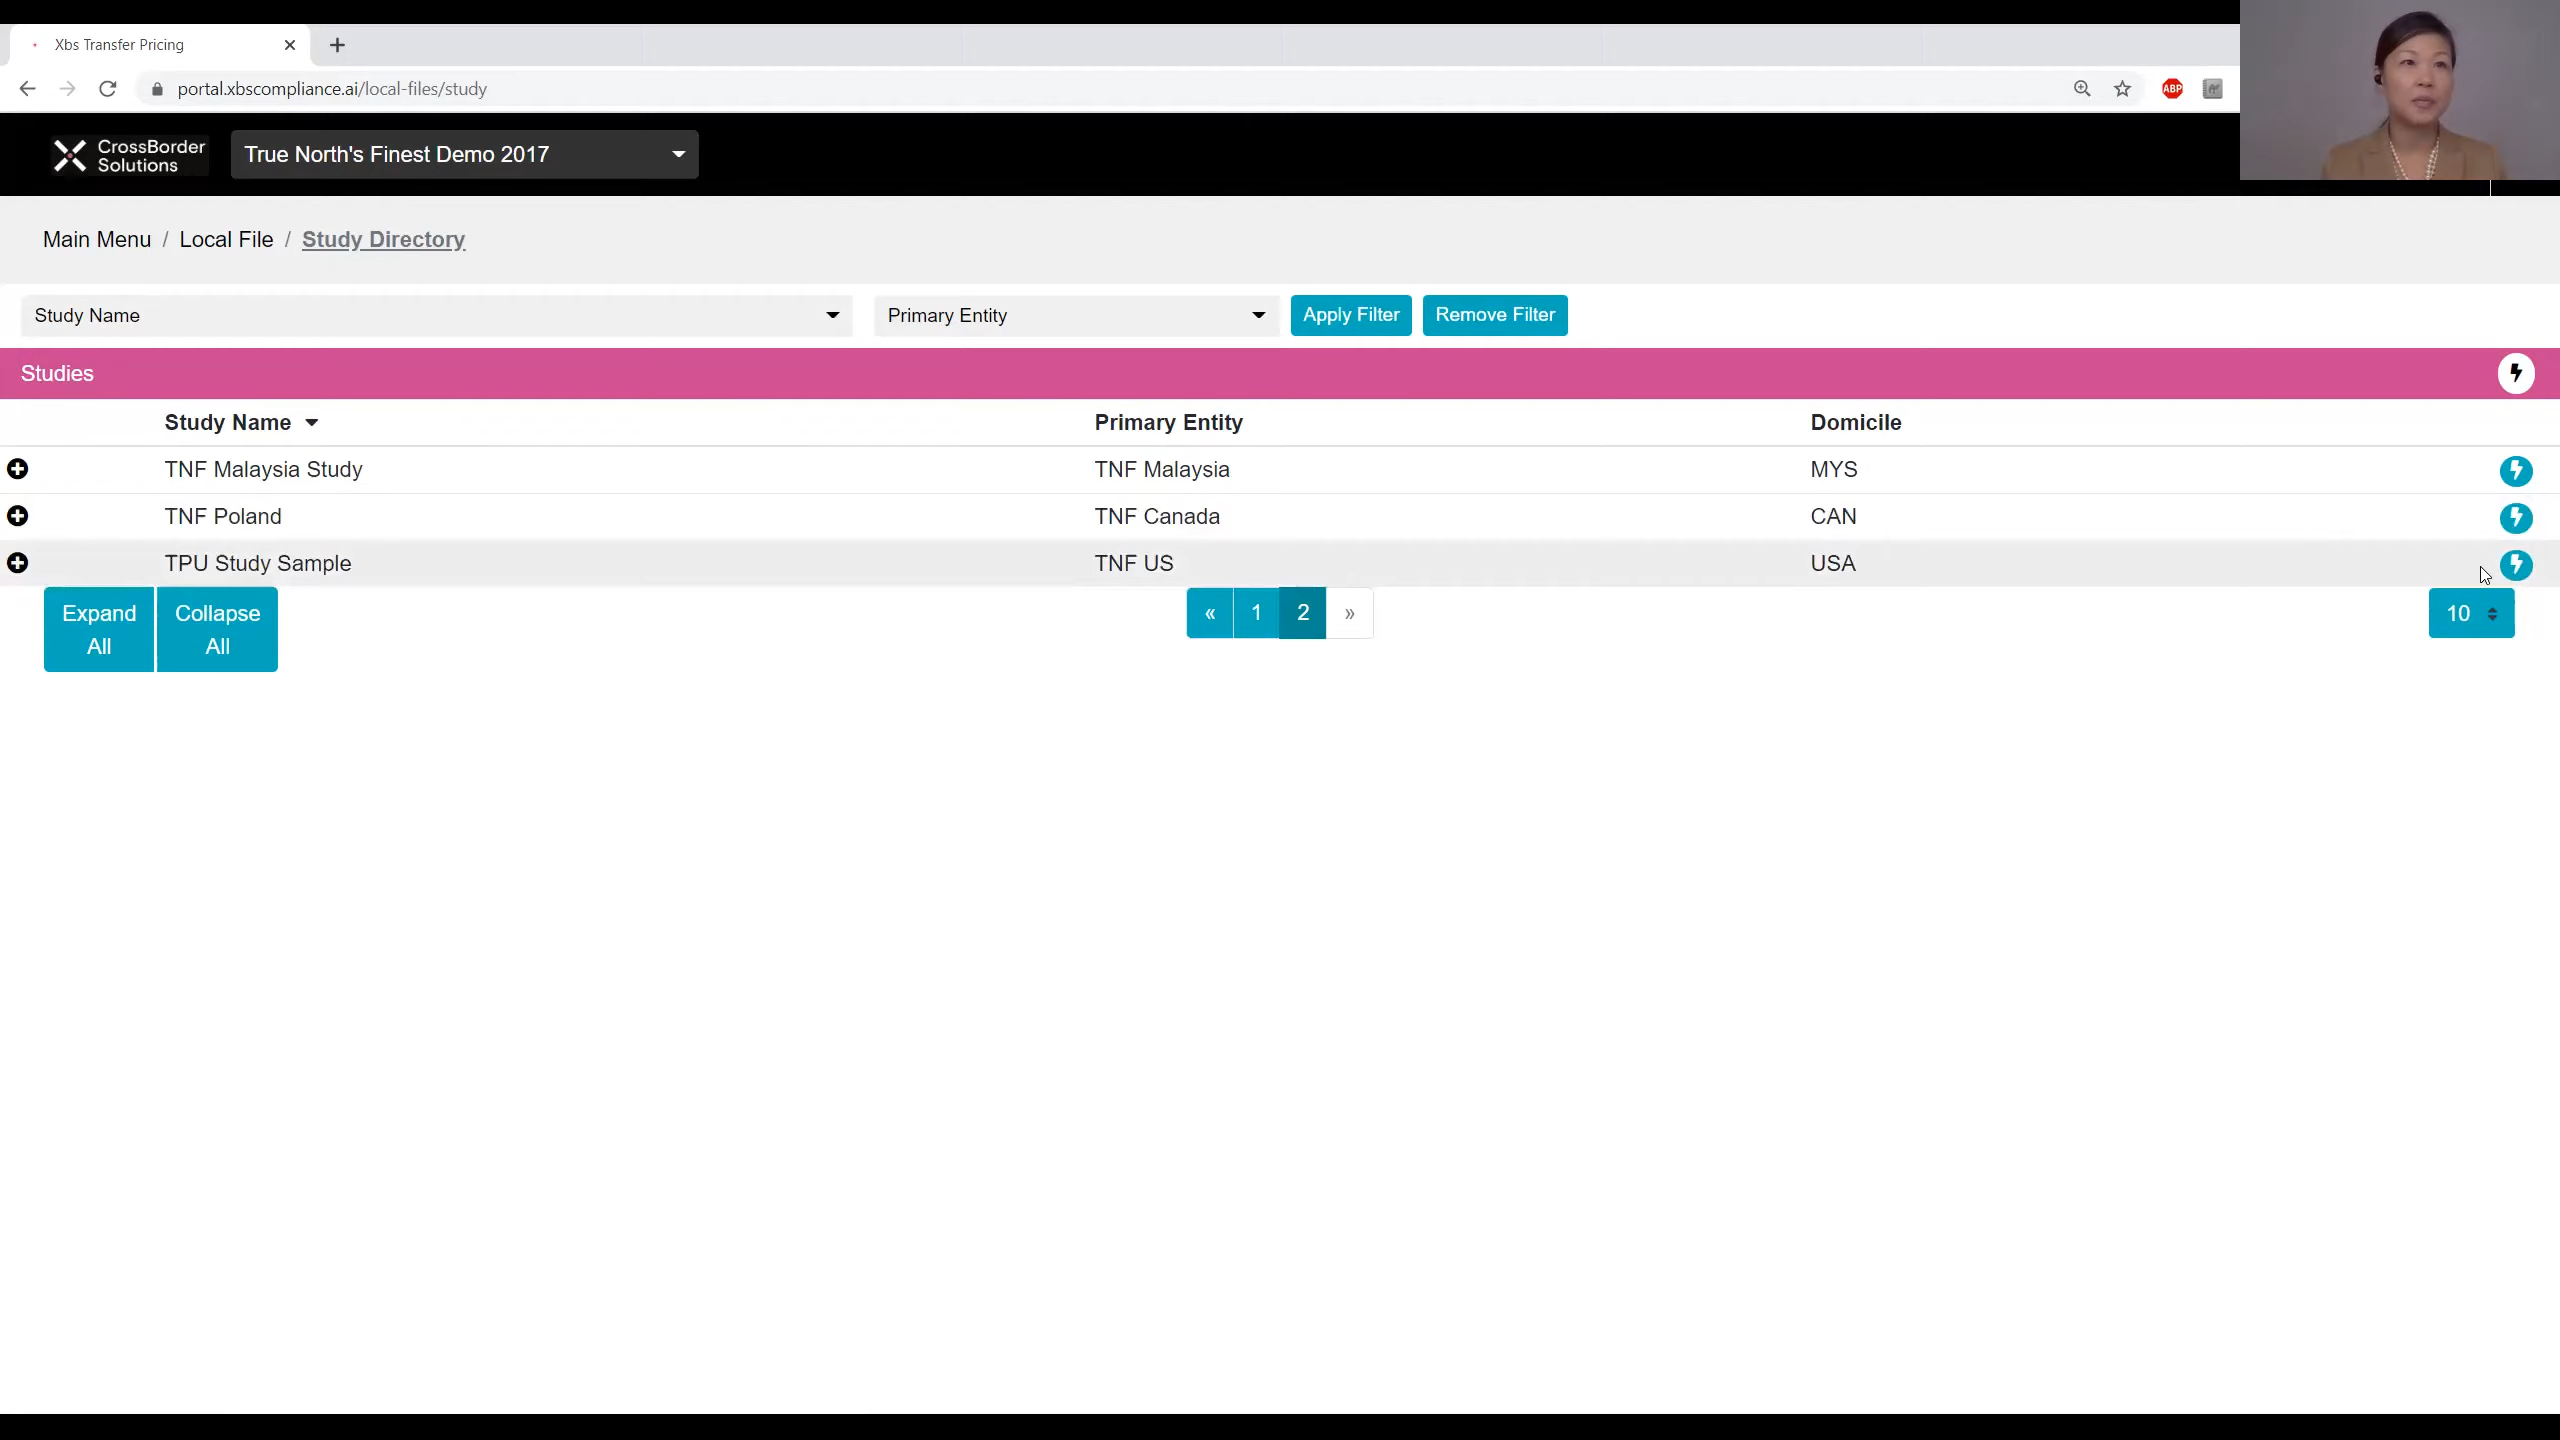 Xbs Transfer Pricing
portal.xbscompliance.ai/local-files/study
ABP
CrossBorder
Solutions
True North's Finest Demo 2017
Main Menu / Local File / Study Directory
Study Name
Primary Entity
Apply Filter
Remove Filter
Studies
Study Name Primary Entity Domicile
TNF Malaysia Study TNF Malaysia MYS
TNF Poland TNF Canada CAN
TPU Study Sample TNF US USA
Expand
All
Collapse
All
« 1 2 »
10